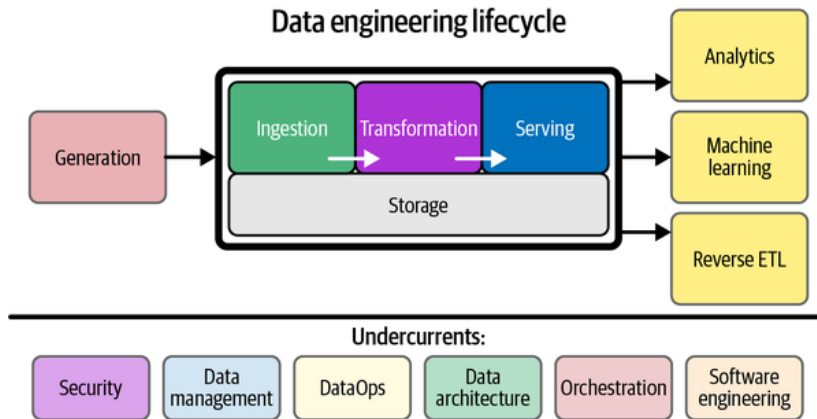 Data engineering lifecycle
Generation
Ingestion
Transformation
Serving
Storage
Analytics
Machine
learning
Reverse ETL
Undercurrents:
Security
Data
management
DataOps
Data
architecture
Orchestration
Software
engineering